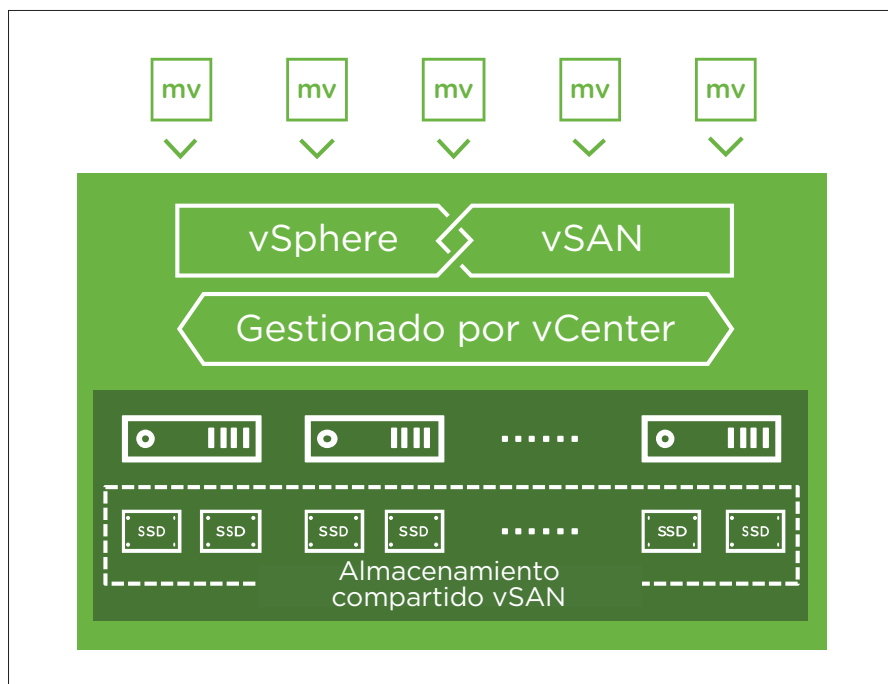 mv mv mv mv mv
vSphere vSAN
Gestionado por vCenter
SSD SSD SSD SSD SSD SSD
Almacenamiento
compartido vSAN